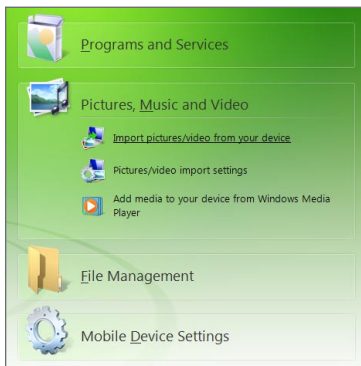 Programs and Services
Pictures, Music and Video
Import pictures/video from your device
Pictures/video import settings
Add media to your device from Windows Media
Player
File Management
Mobile Device Settings